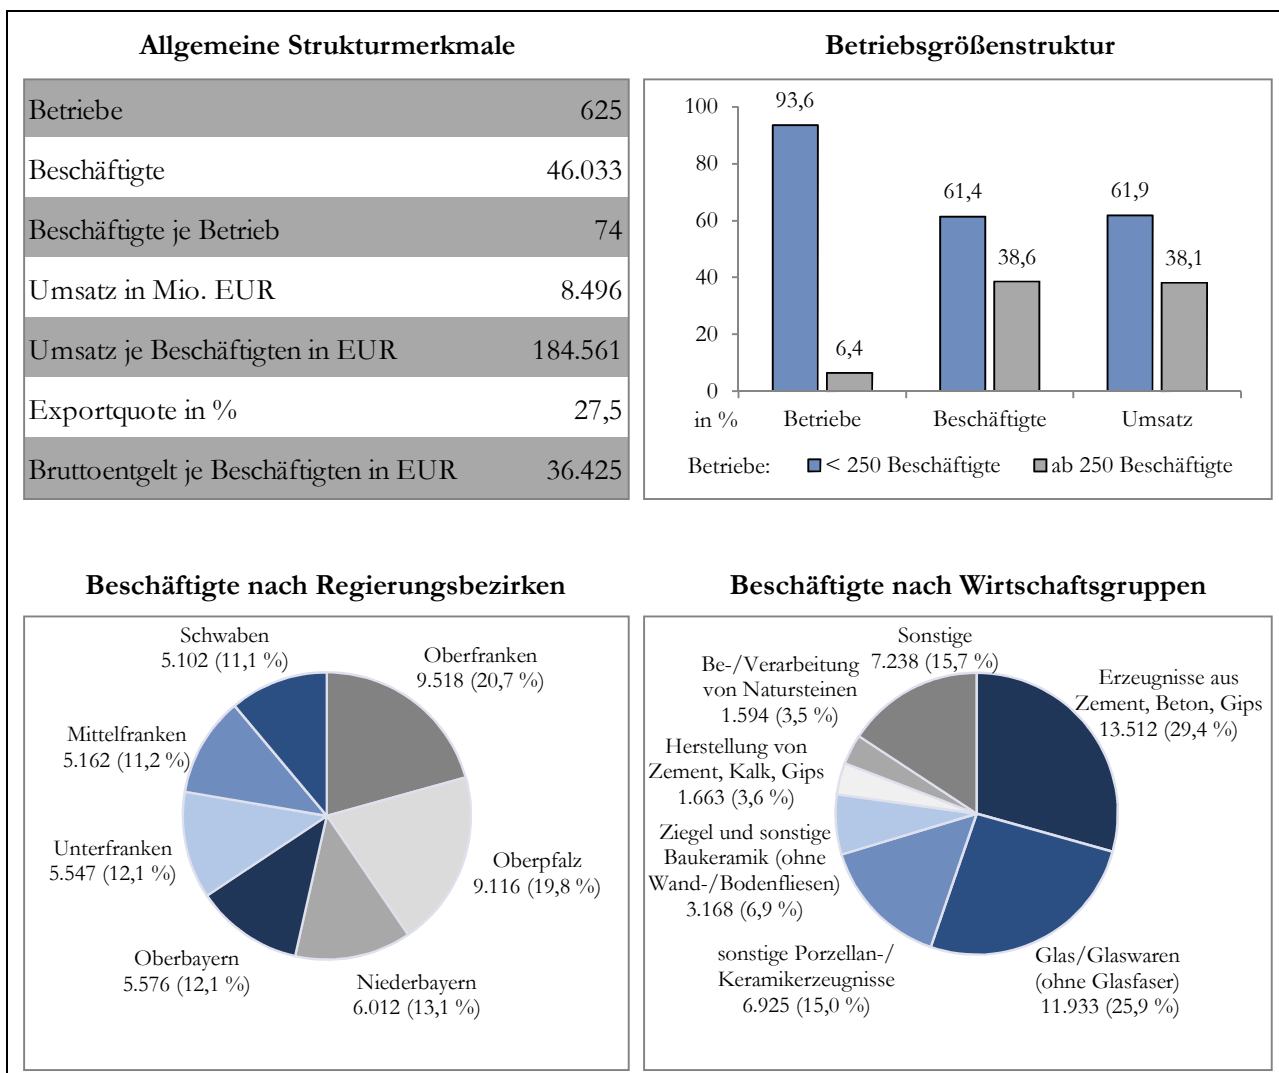 Allgemeine Strukturmerkmale
Betriebe 625
Beschäftigte 46.033
Beschäftigte je Betrieb 74
Umsatz in Mio. EUR 8.496
Umsatz je Beschäftigten in EUR 184.561
Exportquote in % 27,5
Bruttoentgelt je Beschäftigten in EUR 36.425
Betriebsgrößenstruktur
100
80
60
40
20
0
in %
93,6
6,4
61,4
38,6
61,9
38,1
Betriebe Beschäftigte Umsatz
Betriebe: < 250 Beschäftigte ab 250 Beschäftigte
Beschäftigte nach Regierungsbezirken
Schwaben
5.102 (11,1 %)
Oberfranken
9.518 (20,7 %)
Mittelfranken
5.162 (11,2 %)
Unterfranken
5.547 (12,1 %)
Oberpfalz
9.116 (19,8 %)
Oberbayern
5.576 (12,1 %)
Niederbayern
6.012 (13,1 %)
Beschäftigte nach Wirtschaftsgruppen
Sonstige
7.238 (15,7 %)
Be-/Verarbeitung
von Natursteinen
1.594 (3,5 %)
Erzeugnisse aus
Zement, Beton, Gips
13.512 (29,4 %)
Herstellung von
Zement, Kalk, Gips
1.663 (3,6 %)
Ziegel und sonstige
Baukeramik (ohne
Wand-/Bodenfliesen)
3.168 (6,9 %)
sonstige Porzellan-/
Keramikerzeugnisse
6.925 (15,0 %)
Glas/Glaswaren
(ohne Glasfaser)
11.933 (25,9 %)